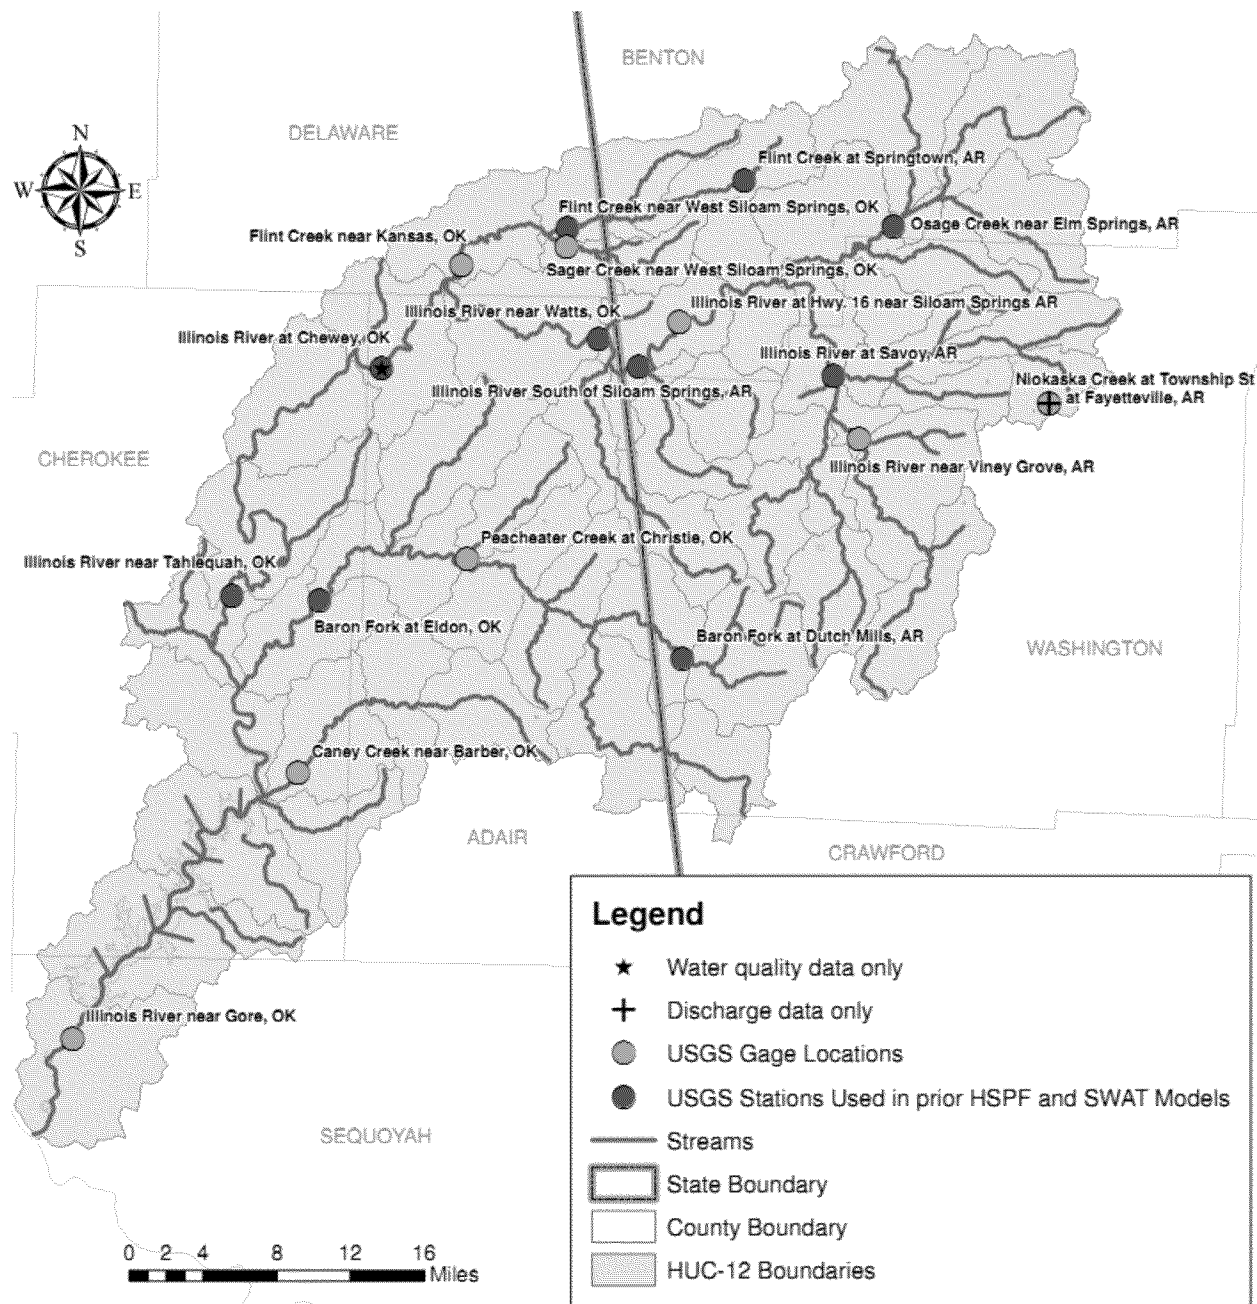 BENTON
DELAWARE
N
W E
S
Flint Creek at Springtown, AR
Flint Creek near West Siloam Springs, OK
Osage Creek near Elm Springs, AR
Flint Creek near Kansas, OK
Sager Creek near West Siloam Springs, OK
Illinois River at Hwy. 16 near Siloam Springs AR
Illinois River near Watts, OK
Illinois River at Chewey, OK
Illinois River at Savoy, AR
Niokaska Creek at Township St
at Fayetteville, AR
Illinois River South of Siloam Springs, AR
CHEROKEE
Illinois River near Viney Grove, AR
Peacheater Creek at Christie, OK
Illinois River near Tahlequah, OK
Baron Fork at Eldon, OK
Baron Fork at Dutch Mills, AR
WASHINGTON
Caney Creek near Barber, OK
ADAIR
CRAWFORD
Illinois River near Gore, OK
SEQUOYAH
0 2 4 8 12 16
Miles
Legend
Water quality data only
Discharge data only
USGS Gage Locations
USGS Stations Used in prior HSPF and SWAT Models
Streams
State Boundary
County Boundary
HUC-12 Boundaries